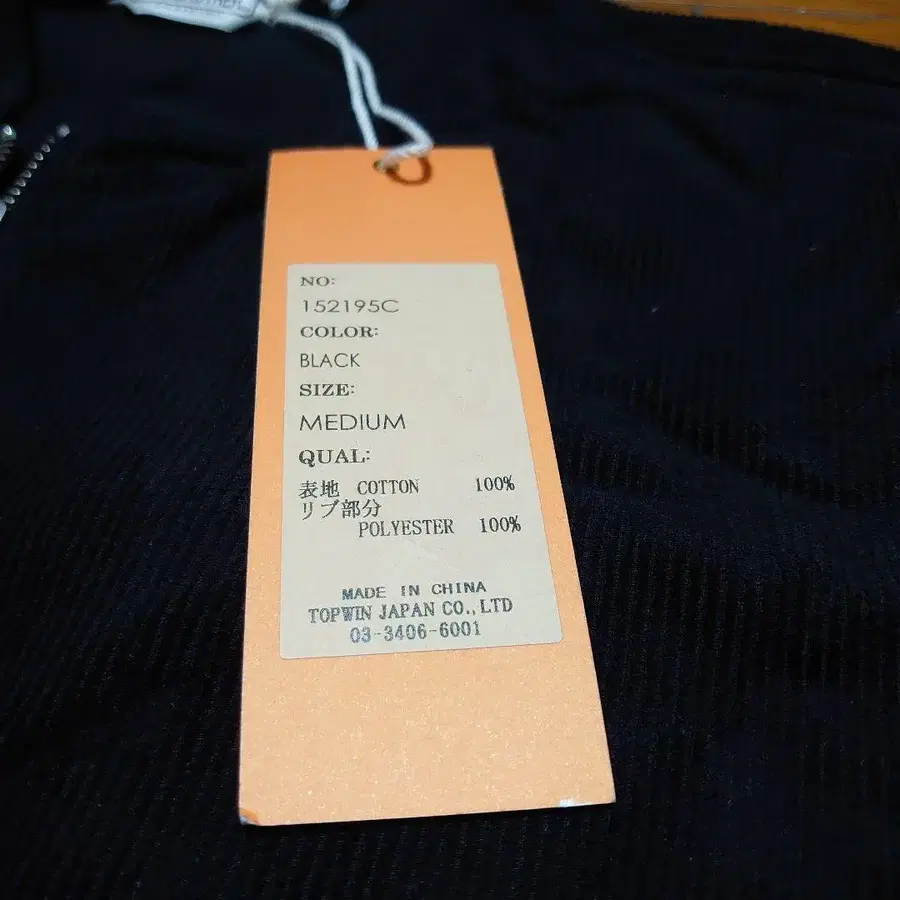 NO:
152195C
COLOR:
BLACK
SIZE:
MEDIUM
QUAL:
表地 COTTON 100%
リブ部分
POLYESTER 100%
MADE IN CHINA
TOPWIN JAPAN CO.,LTD
03-3406-6001